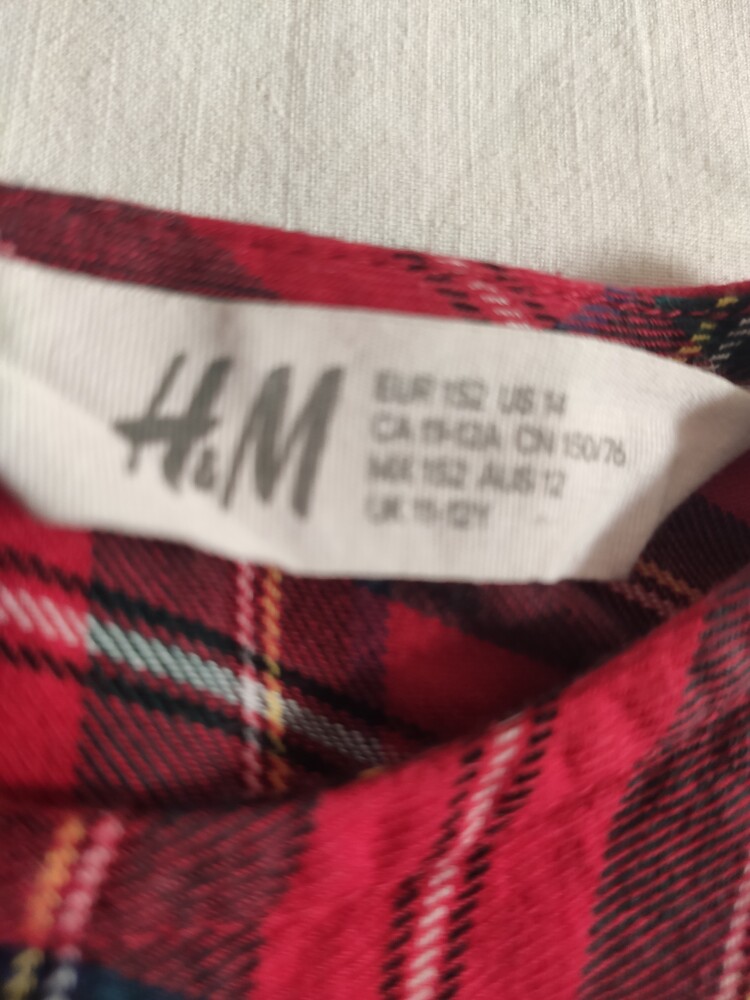 H&M
EUR 152 US 14
CA 11-12A CN 150/76
MX 152 AUS 12
UK 11-12Y